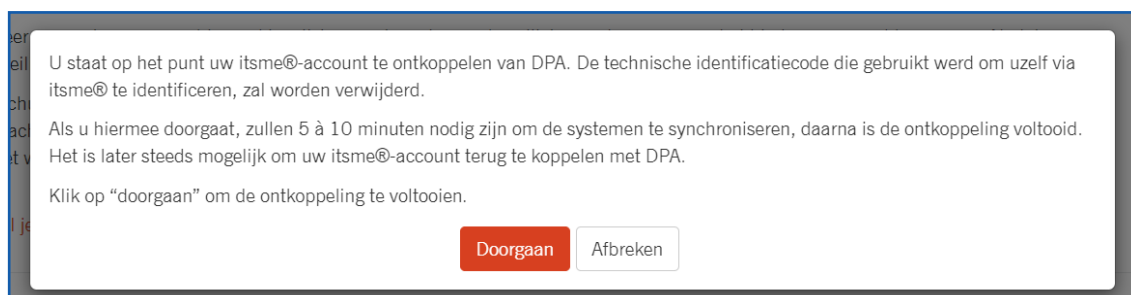 U staat op het punt uw itsme®-account te ontkoppelen van DPA. De technische identificatiecode die gebruikt werd om uzelf via
itsme® te identificeren, zal worden verwijderd.
Als u hiermee doorgaat, zullen 5 à 10 minuten nodig zijn om de systemen te synchroniseren, daarna is de ontkoppeling voltooid.
Het is later steeds mogelijk om uw itsme®-account terug te koppelen met DPA.
Klik op “doorgaan” om de ontkoppeling te voltooien.
Doorgaan Afbreken